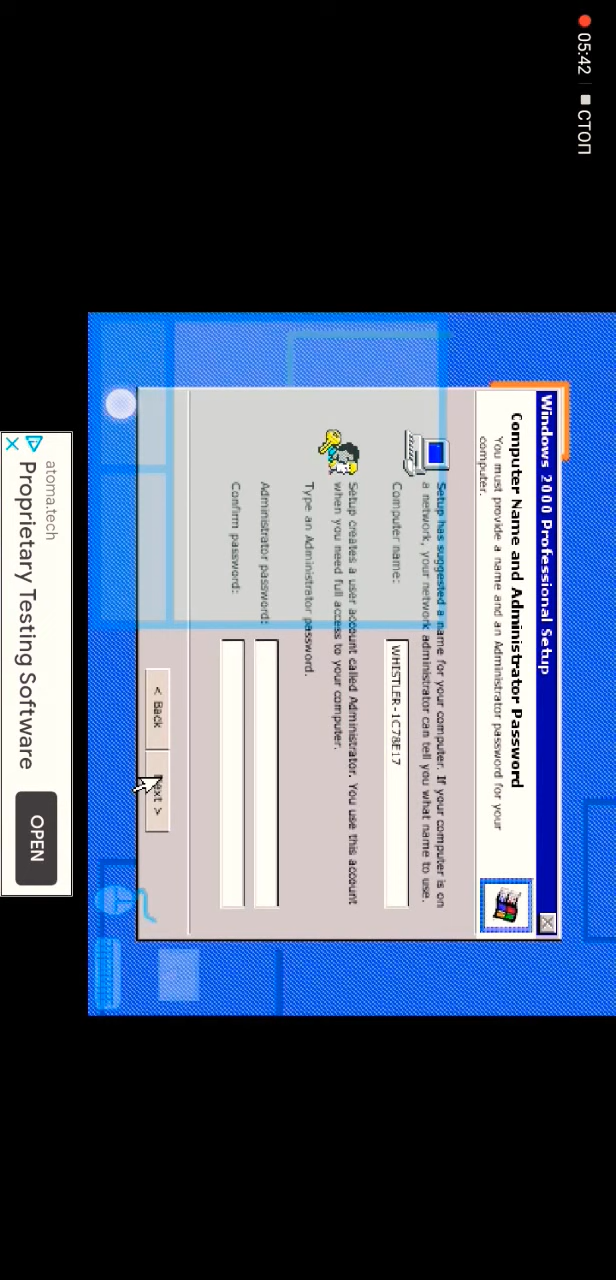 05:42
СТОП
Windows 2000 Professional Setup
Computer Name and Administrator Password
You must provide a name and an Administrator password for your
computer.
Setup has suggested a name for your computer. If your computer is on
a network, your network administrator can tell you what name to use.
Computer name:
WHISTLER-1C78E17
Setup creates a user account called Administrator. You use this account
when you need full access to your computer.
Type an Administrator password.
Administrator password:
Confirm password:
< Back
atoma.tech
Proprietary Testing Software
OPEN